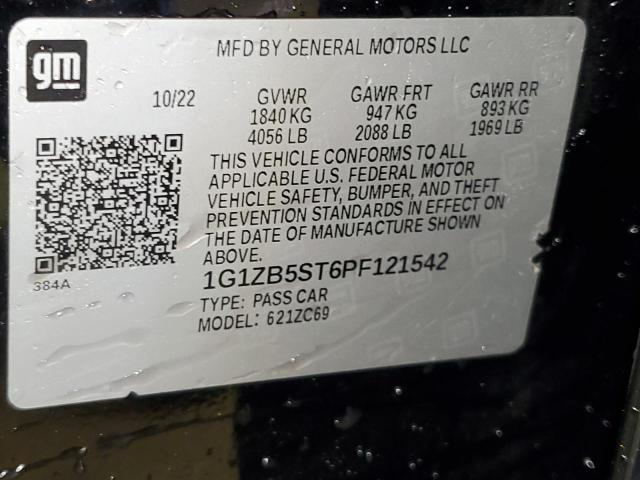 gm
MFD BY GENERAL MOTORS LLC
10/22 GVWR GAWR FRT GAWR RR
1840 KG 947 KG 893 KG
4056 LB 2088 LB 1969 LB
THIS VEHICLE CONFORMS TO ALL
APPLICABLE U.S. FEDERAL MOTOR
VEHICLE SAFETY, BUMPER, AND THEFT
PREVENTION STANDARDS IN EFFECT ON
THE DATE OF MANUFACTURE SHOWN
ABOVE.
384A
1G1ZB5ST6PF121542
TYPE: PASS CAR
MODEL: 621ZC69